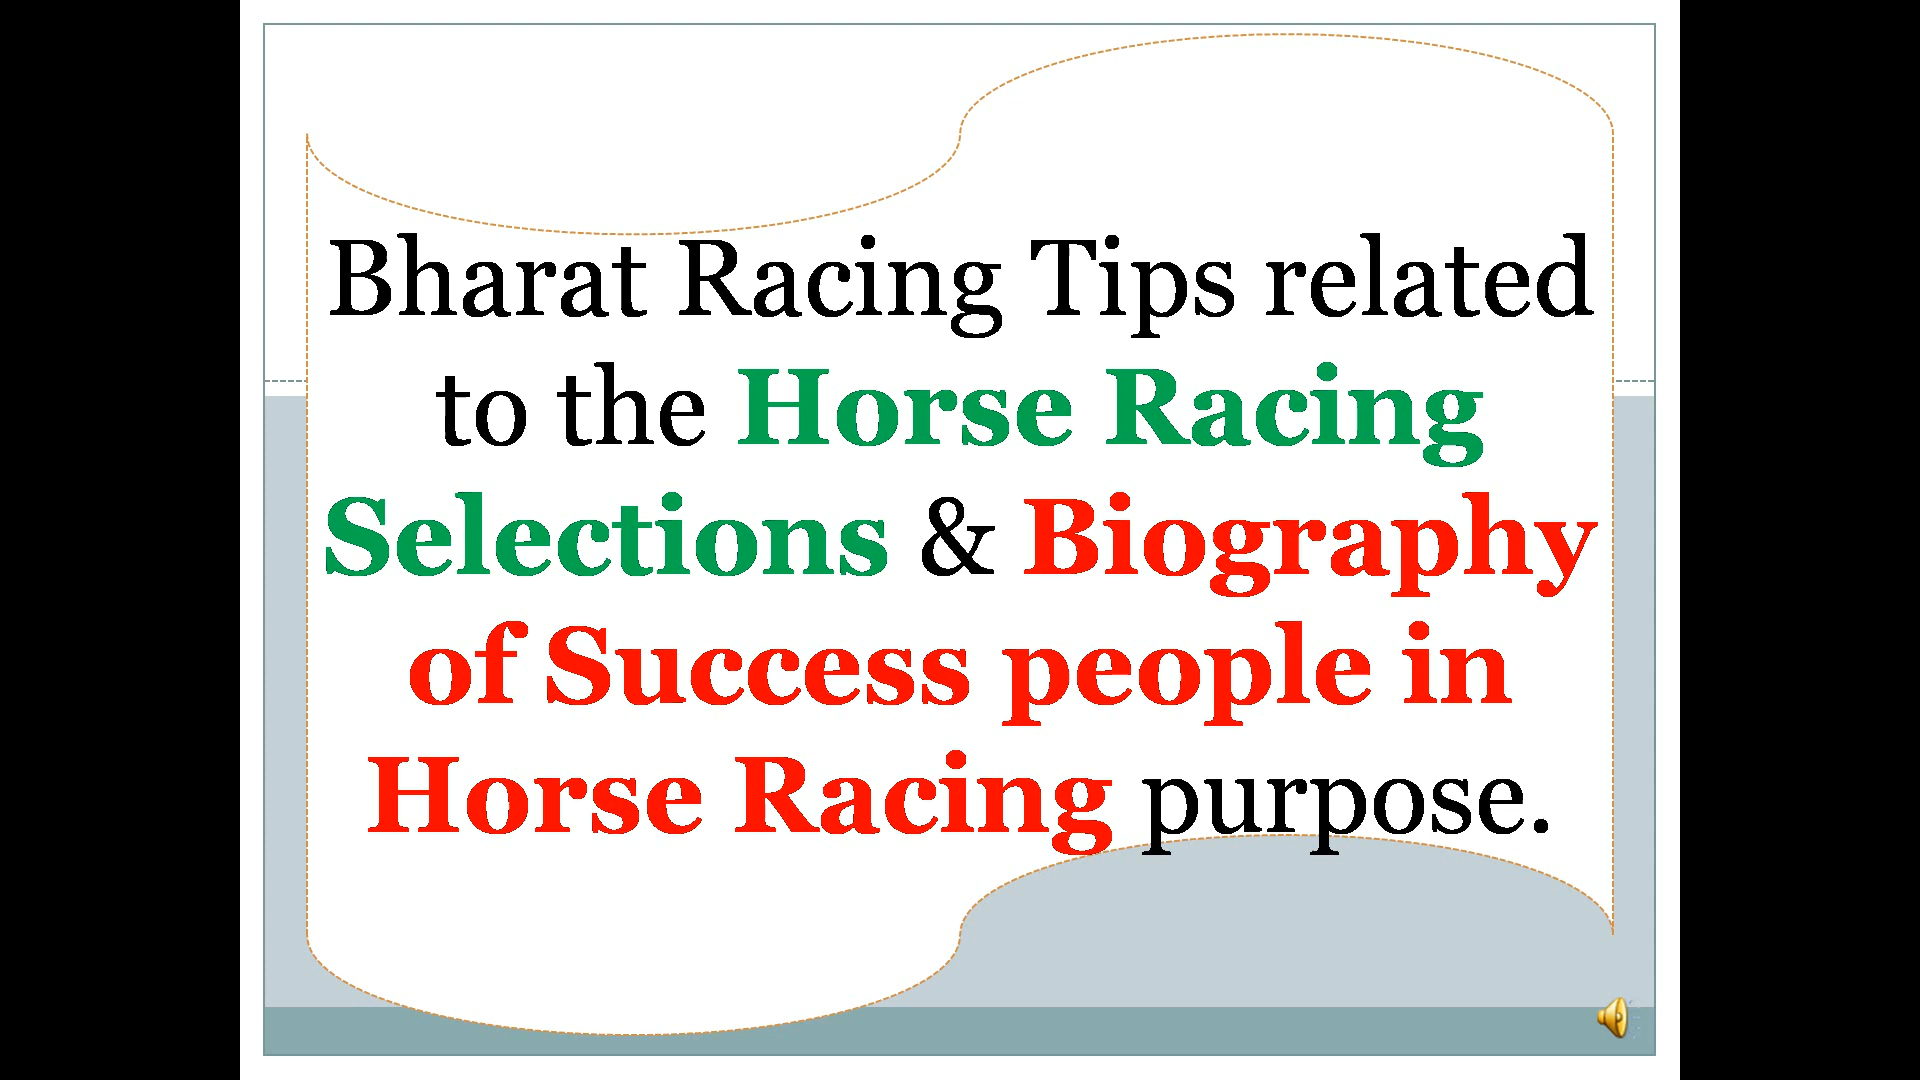 Bharat Racing Tips related
to the Horse Racing
Selections & Biography
of Success people in
Horse Racing purpose.